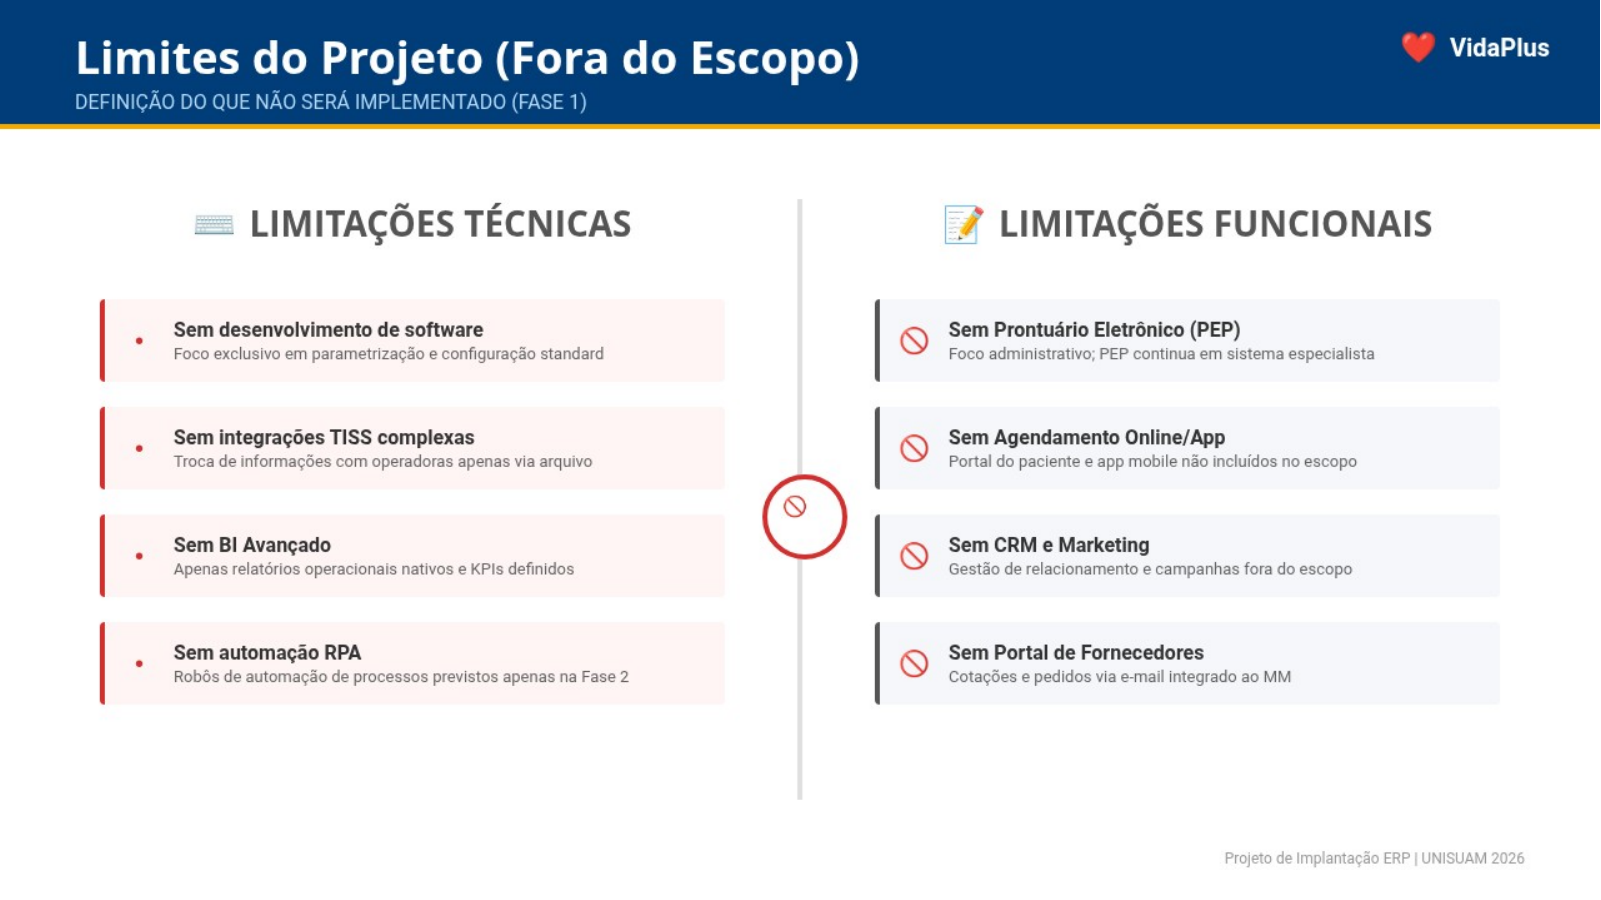 Limites do Projeto (Fora do Escopo)
DEFINIÇÃO DO QUE NÃO SERÁ IMPLEMENTADO (FASE 1)
VidaPlus
LIMITAÇÕES TÉCNICAS
Sem desenvolvimento de software
Foco exclusivo em parametrização e configuração standard
Sem integrações TISS complexas
Troca de informações com operadoras apenas via arquivo
Sem BI Avançado
Apenas relatórios operacionais nativos e KPIs definidos
Sem automação RPA
Robôs de automação de processos previstos apenas na Fase 2
LIMITAÇÕES FUNCIONAIS
Sem Prontuário Eletrônico (PEP)
Foco administrativo; PEP continua em sistema especialista
Sem Agendamento Online/App
Portal do paciente e app mobile não incluídos no escopo
Sem CRM e Marketing
Gestão de relacionamento e campanhas fora do escopo
Sem Portal de Fornecedores
Cotações e pedidos via e-mail integrado ao MM
Projeto de Implantação ERP | UNISUAM 2026